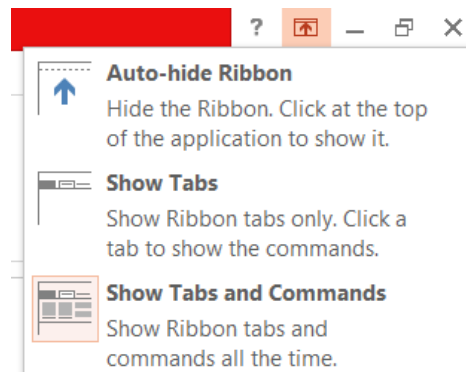 ?
Auto-hide Ribbon
Hide the Ribbon. Click at the top
of the application to show it.
Show Tabs
Show Ribbon tabs only. Click a
tab to show the commands.
Show Tabs and Commands
Show Ribbon tabs and
commands all the time.